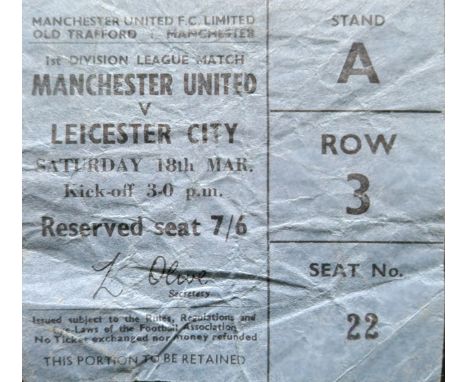 MANCHESTER UNITED F.C. LIMITED
OLD TRAFFORD : MANCHESTER
1st DIVISION LEAGUE MATCH
MANCHESTER UNITED
V
LEICESTER CITY
SATURDAY 18th MAR.
Kick-off 3-0 p.m.
Reserved seat 7/6
L Olive
Secretary
Issued subject to the Rules, Regulations and
Bye-Laws of the Football Association
No Ticket exchanged nor money refunded
THIS PORTION TO BE RETAINED
STAND
A
ROW
3
SEAT No.
22